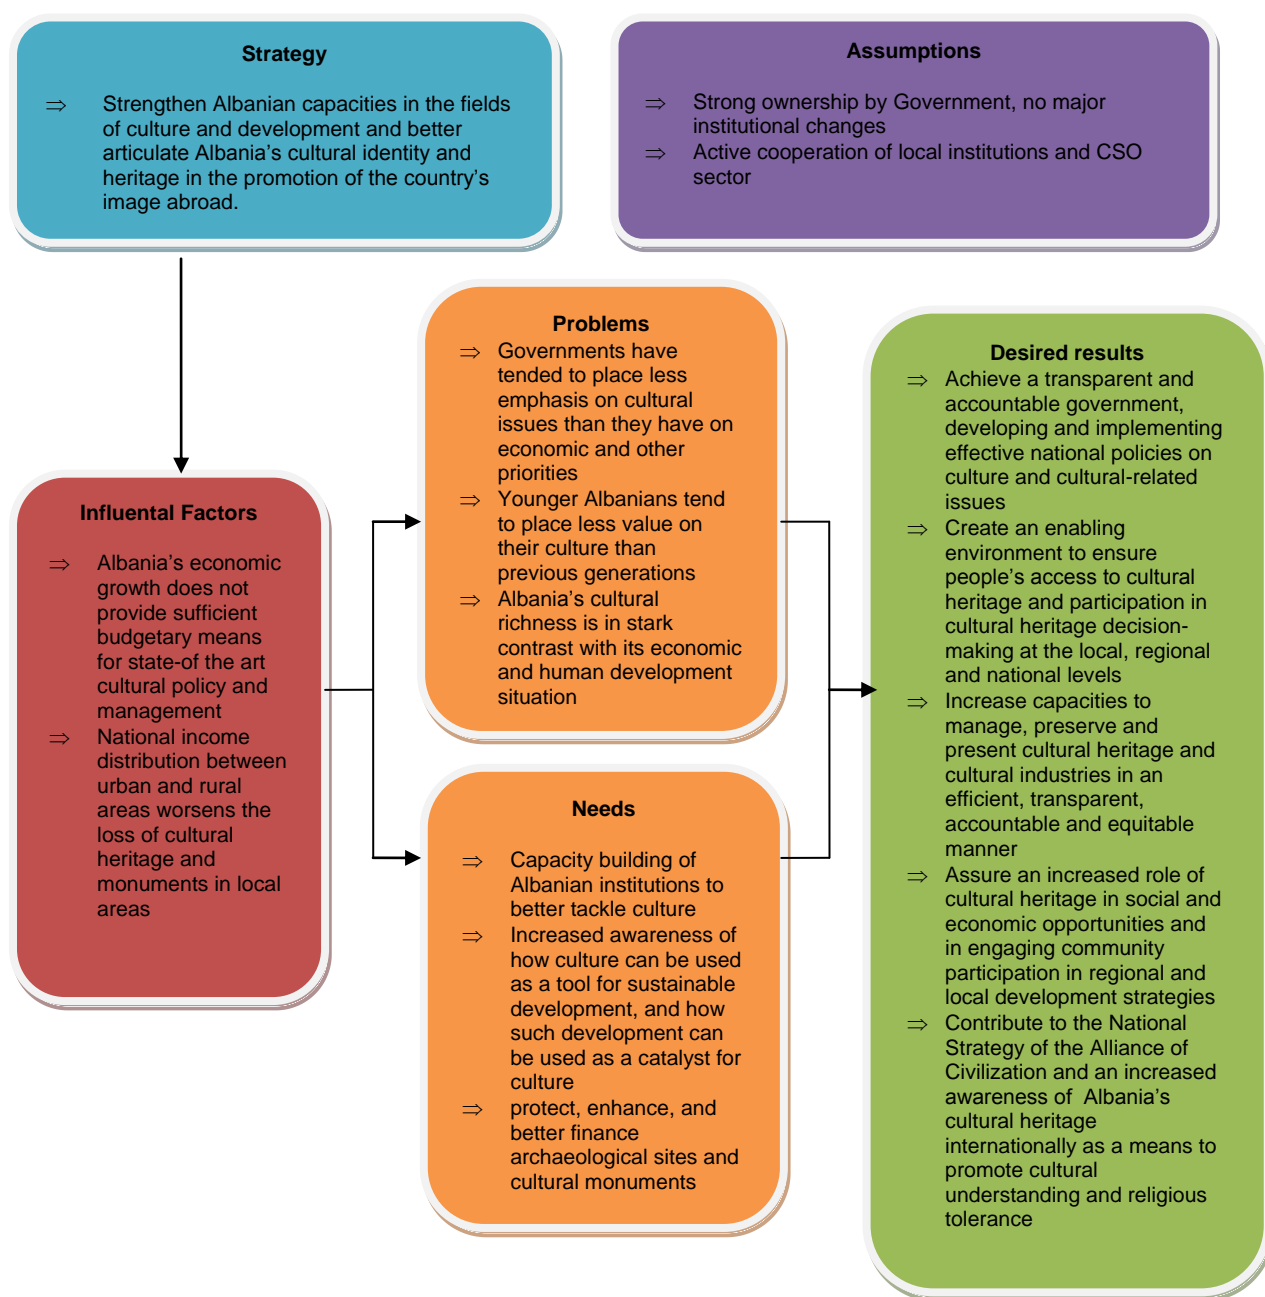 Strategy
⇒ Strengthen Albanian capacities in the fields
of culture and development and better
articulate Albania’s cultural identity and
heritage in the promotion of the country’s
image abroad.
Assumptions
⇒ Strong ownership by Government, no major
institutional changes
⇒ Active cooperation of local institutions and CSO
sector
Influental Factors
⇒ Albania’s economic
growth does not
provide sufficient
budgetary means
for state-of the art
cultural policy and
management
⇒ National income
distribution between
urban and rural
areas worsens the
loss of cultural
heritage and
monuments in local
areas
Problems
⇒ Governments have
tended to place less
emphasis on cultural
issues than they have on
economic and other
priorities
⇒ Younger Albanians tend
to place less value on
their culture than
previous generations
⇒ Albania’s cultural
richness is in stark
contrast with its economic
and human development
situation
Needs
⇒ Capacity building of
Albanian institutions to
better tackle culture
⇒ Increased awareness of
how culture can be used
as a tool for sustainable
development, and how
such development can
be used as a catalyst for
culture
⇒ protect, enhance, and
better finance
archaeological sites and
cultural monuments
Desired results
⇒ Achieve a transparent and
accountable government,
developing and implementing
effective national policies on
culture and cultural-related
issues
⇒ Create an enabling
environment to ensure
people’s access to cultural
heritage and participation in
cultural heritage decision-
making at the local, regional
and national levels
⇒ Increase capacities to
manage, preserve and
present cultural heritage and
cultural industries in an
efficient, transparent,
accountable and equitable
manner
⇒ Assure an increased role of
cultural heritage in social and
economic opportunities and
in engaging community
participation in regional and
local development strategies
⇒ Contribute to the National
Strategy of the Alliance of
Civilization and an increased
awareness of Albania’s
cultural heritage
internationally as a means to
promote cultural
understanding and religious
tolerance